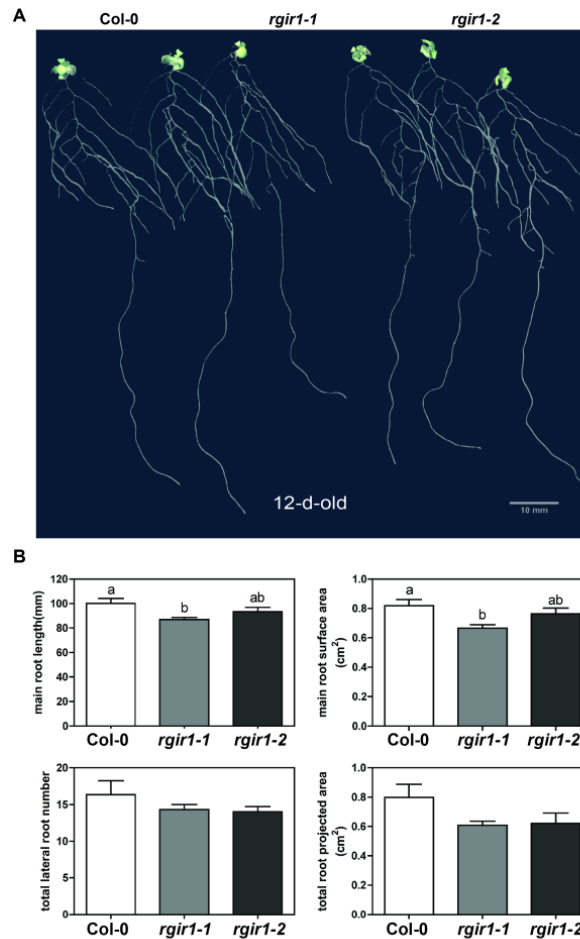 A
Col-0 rgir1-1 rgir1-2
12-d-old
10 mm
B
main root length(mm)
120
100
80
60
40
20
0
a
b
ab
Col-0 rgir1-1 rgir1-2
main root surface area
(cm²)
1.0
0.8
0.6
0.4
0.2
0.0
a
b
ab
Col-0 rgir1-1 rgir1-2
total lateral root number
20
15
10
5
0
Col-0 rgir1-1 rgir1-2
total root projected area
(cm²)
1.0
0.8
0.6
0.4
0.2
0.0
Col-0 rgir1-1 rgir1-2